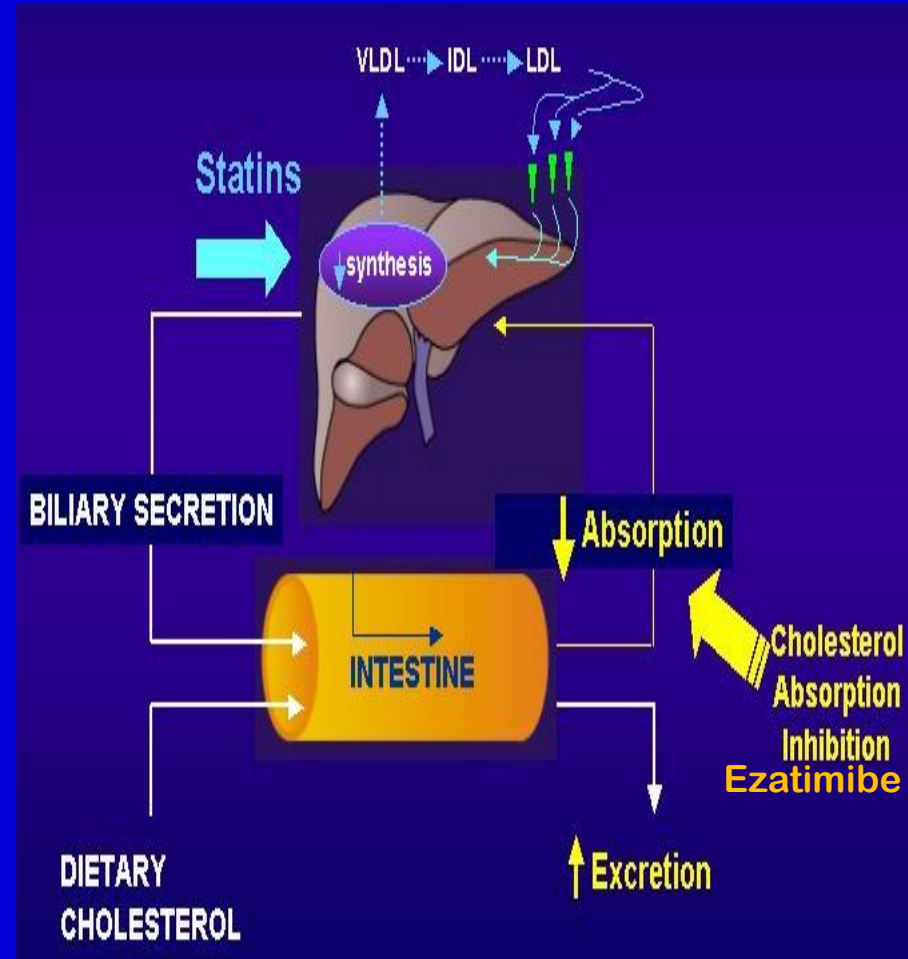 VLDL IDL LDL
Statins
synthesis
BILIARY SECRETION
Absorption
INTESTINE
Cholesterol
Absorption
Inhibition
Ezatimibe
DIETARY
CHOLESTEROL
Excretion